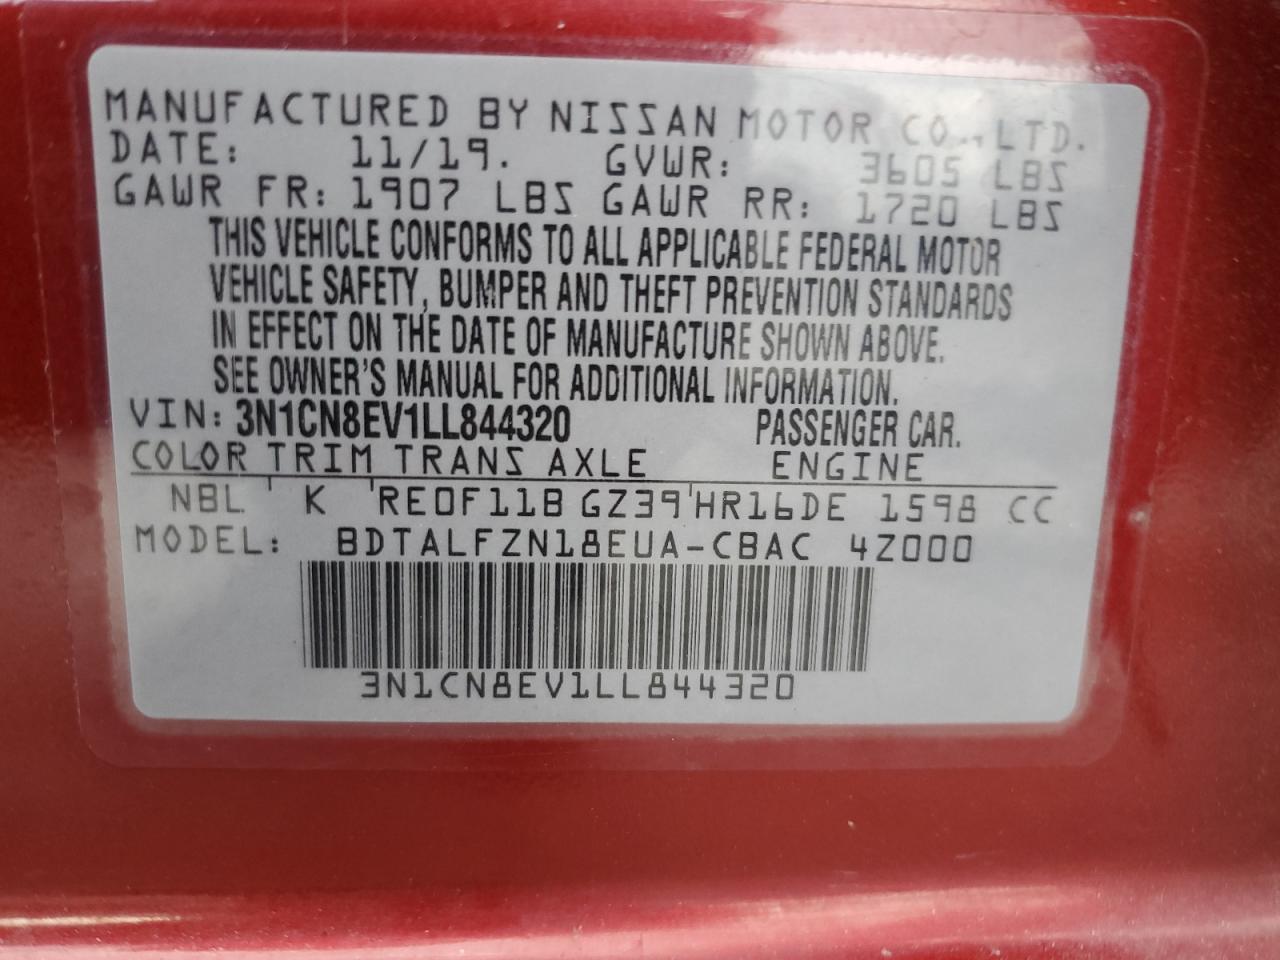 MANUFACTURED BY NISSAN MOTOR CO.,LTD.
DATE: 11/19. GVWR: 3605 LBS
GAWR FR: 1907 LBS GAWR RR: 1720 LBS
THIS VEHICLE CONFORMS TO ALL APPLICABLE FEDERAL MOTOR
VEHICLE SAFETY, BUMPER AND THEFT PREVENTION STANDARDS
IN EFFECT ON THE DATE OF MANUFACTURE SHOWN ABOVE.
SEE OWNER'S MANUAL FOR ADDITIONAL INFORMATION.
VIN: 3N1CN8EV1LL844320 PASSENGER CAR.
COLOR TRIM TRANS AXLE ENGINE
NBL K RE0F11B GZ39 HR16DE 1598 CC
MODEL: BDTALFZN18EUA-CBAC 4Z000
3N1CN8EV1LL844320